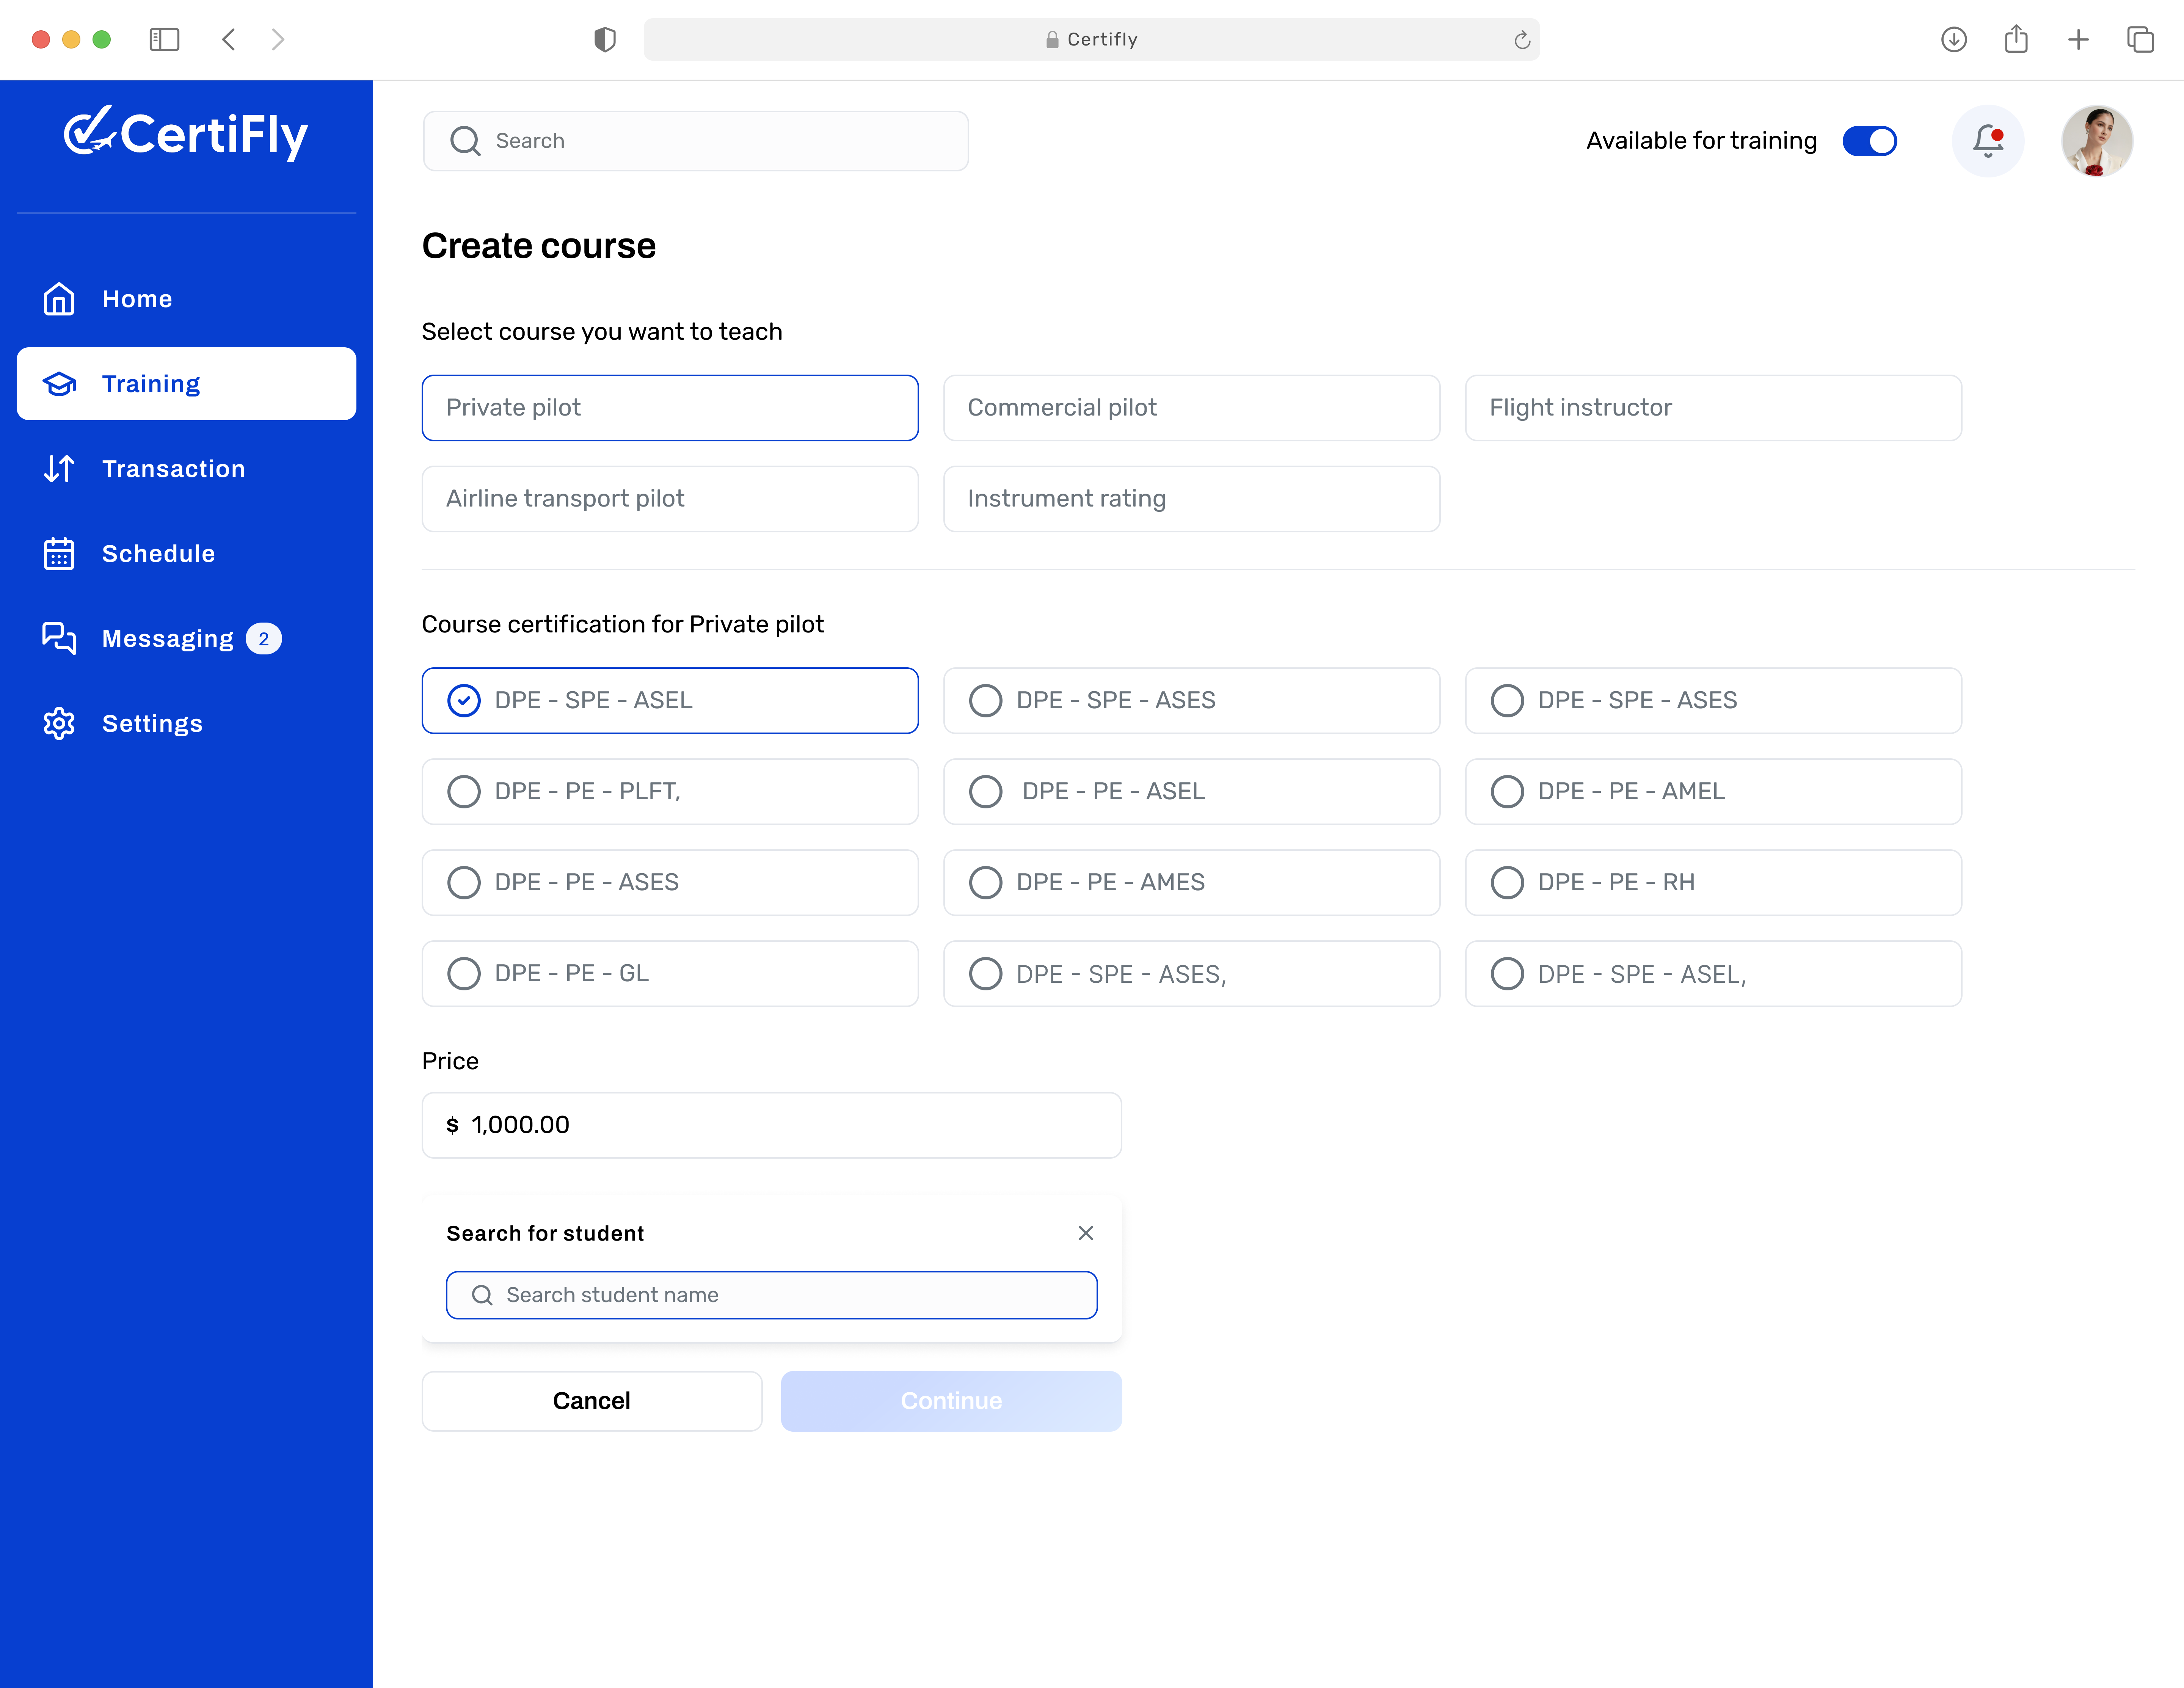 Certifly
CertiFly
Search
Available for training
Home
Training
Transaction
Schedule
Messaging 2
Settings
Create course
Select course you want to teach
Private pilot
Commercial pilot
Flight instructor
Airline transport pilot
Instrument rating
Course certification for Private pilot
DPE - SPE - ASEL
DPE - SPE - ASES
DPE - SPE - ASES
DPE - PE - PLFT,
DPE - PE - ASEL
DPE - PE - AMEL
DPE - PE - ASES
DPE - PE - AMES
DPE - PE - RH
DPE - PE - GL
DPE - SPE - ASES,
DPE - SPE - ASEL,
Price
$ 1,000.00
Search for student
Search student name
Cancel
Continue